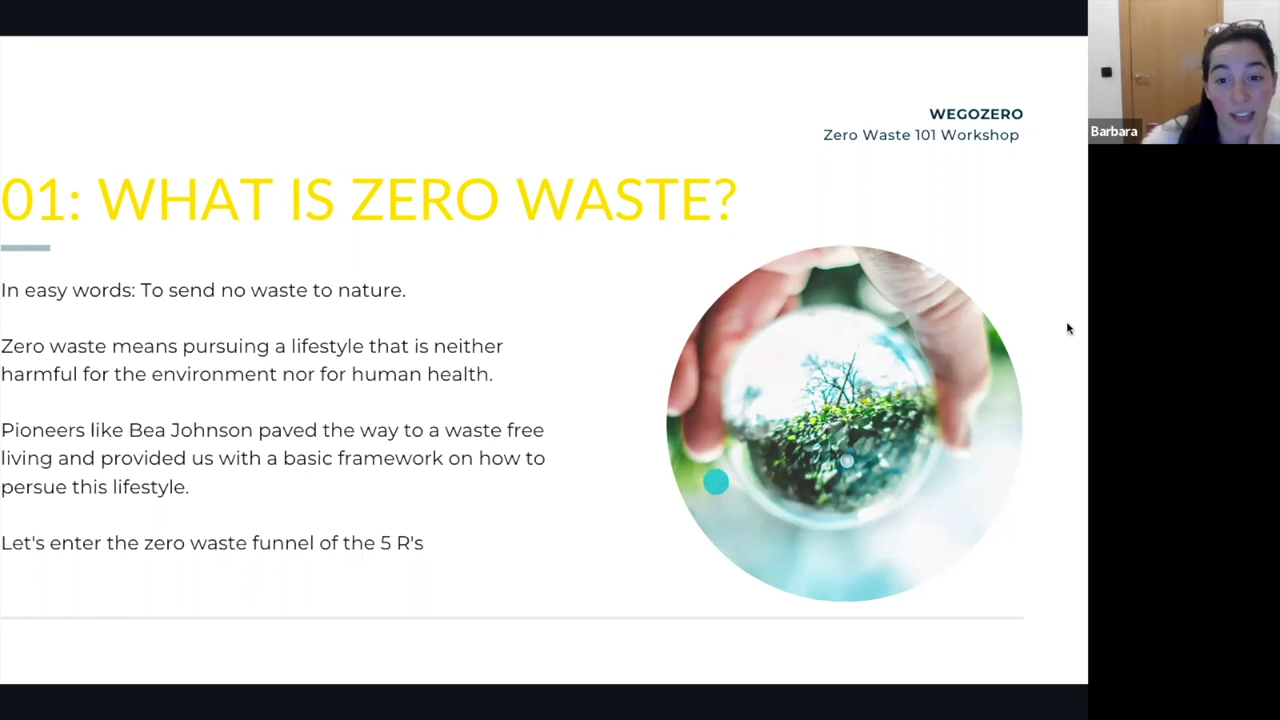 WEGOZERO
Zero Waste 101 Workshop
01: WHAT IS ZERO WASTE?
In easy words: To send no waste to nature.
Zero waste means pursuing a lifestyle that is neither
harmful for the environment nor for human health.
Pioneers like Bea Johnson paved the way to a waste free
living and provided us with a basic framework on how to
persue this lifestyle.
Let's enter the zero waste funnel of the 5 R's
Barbara